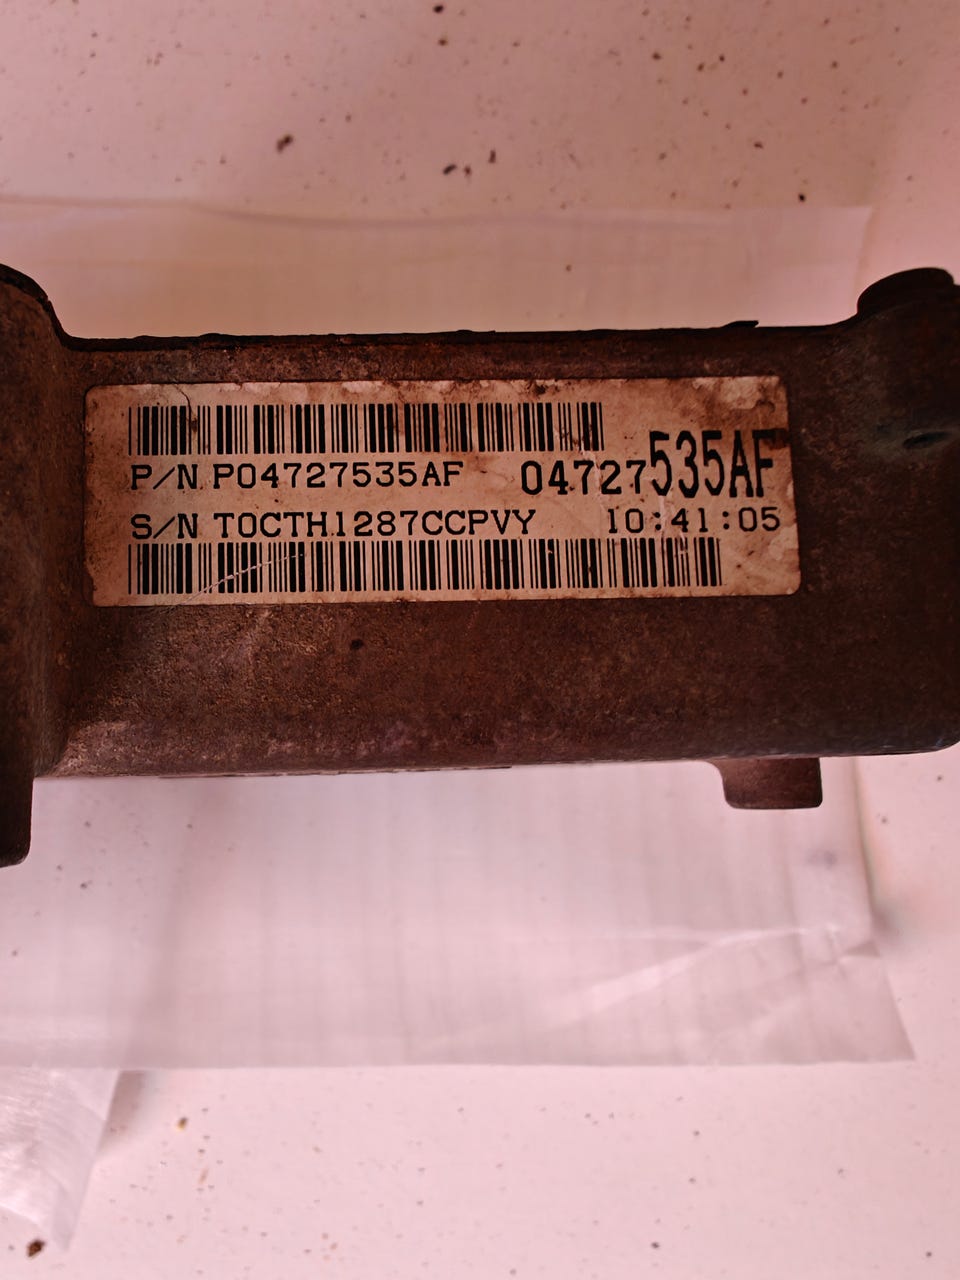 P/N P04727535AF 04727535AF
S/N T0CTH1287CCPVY 10:41:05